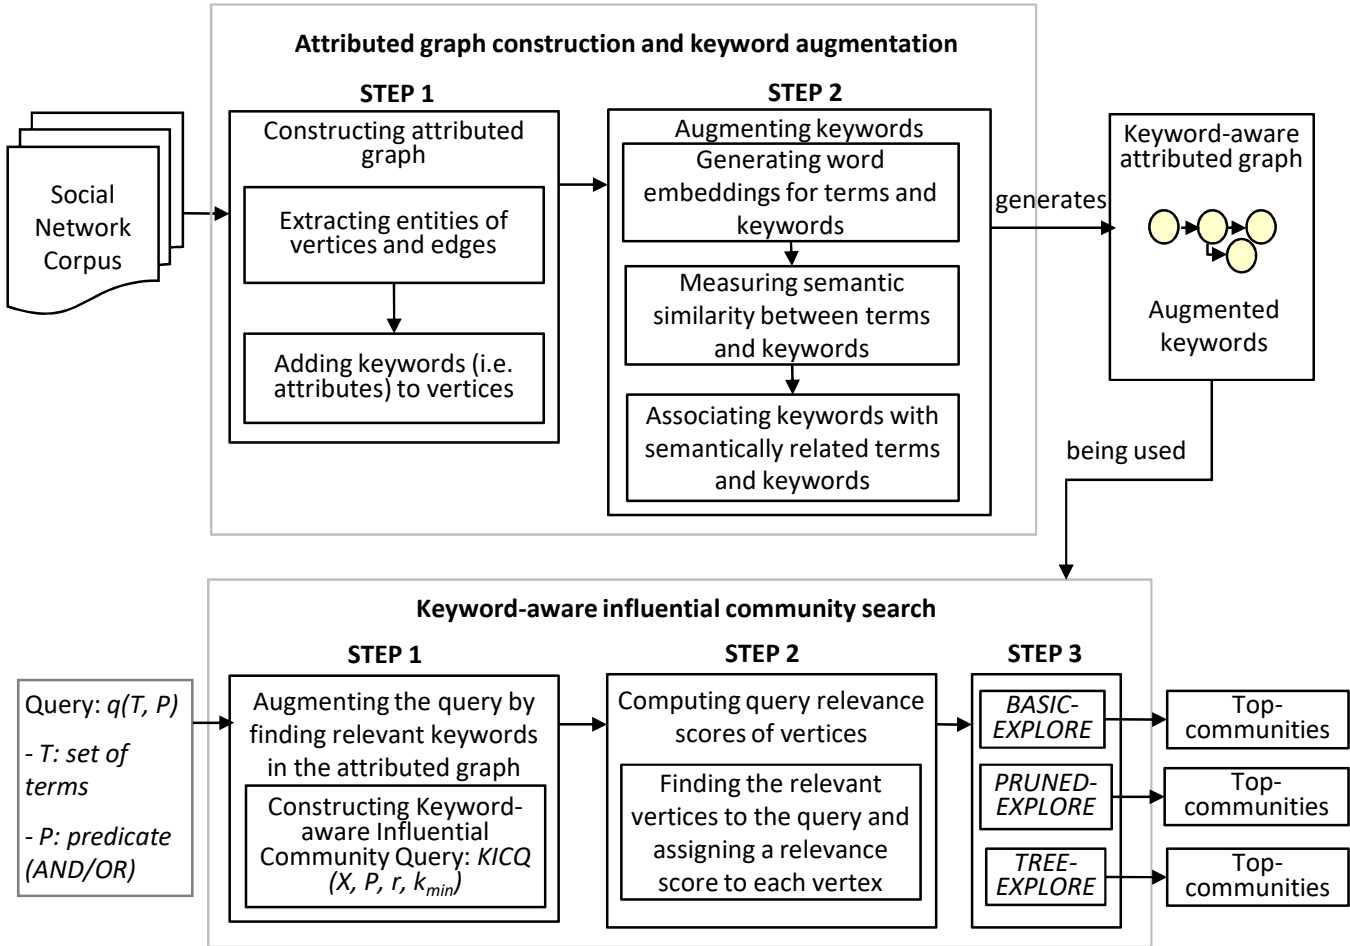 Attributed graph construction and keyword augmentation
STEP 1
STEP 2
Social
Network
Corpus
Constructing attributed
graph
Extracting entities of
vertices and edges
Adding keywords (i.e.
attributes) to vertices
Augmenting keywords
Generating word
embeddings for terms and
keywords
Measuring semantic
similarity between terms
and keywords
Associating keywords with
semantically related terms
and keywords
generates
Keyword-aware
attributed graph
Augmented
keywords
being used
Keyword-aware influential community search
STEP 1
STEP 2
STEP 3
Query: q(T, P)
- T: set of
terms
- P: predicate
(AND/OR)
Augmenting the query by
finding relevant keywords
in the attributed graph
Constructing Keyword-
aware Influential
Community Query: KICQ
(X, P, r, kmin)
Computing query relevance
scores of vertices
Finding the relevant
vertices to the query and
assigning a relevance
score to each vertex
BASIC-
EXPLORE
Top-
communities
PRUNED-
EXPLORE
Top-
communities
TREE-
EXPLORE
Top-
communities